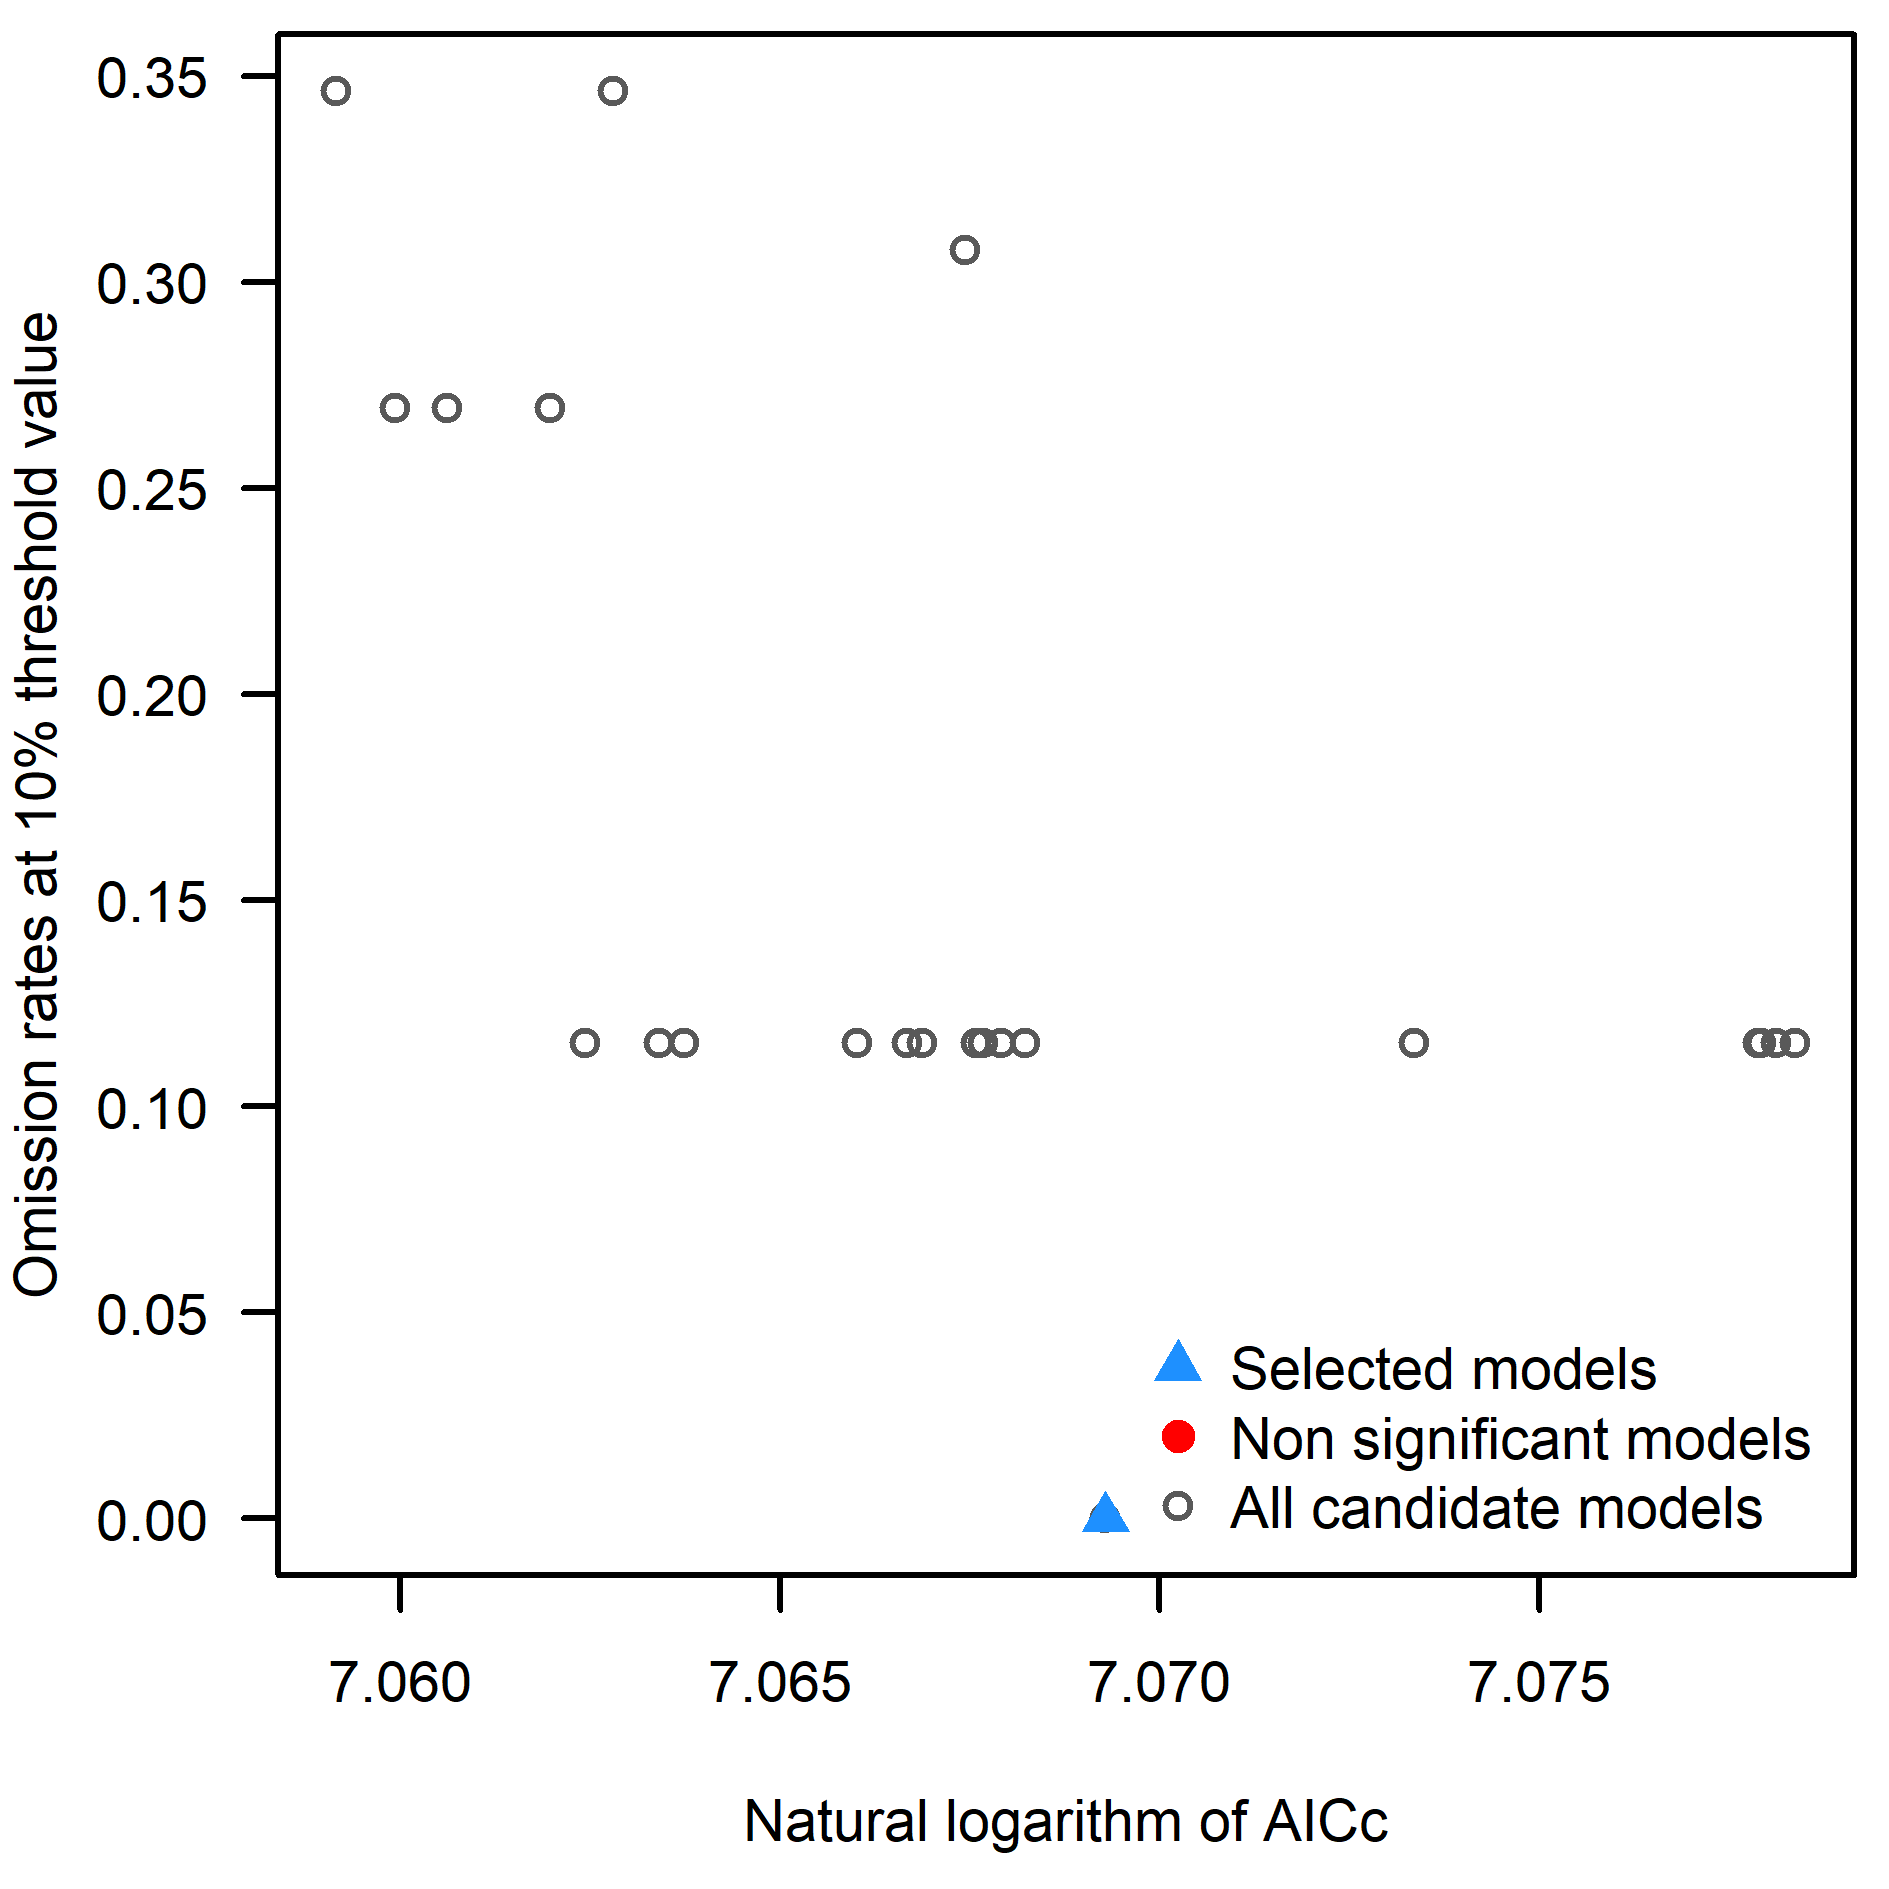 Omission rates at 10% threshold value
0.35
0.30
0.25
0.20
0.15
0.10
0.05
0.00
Selected models
Non significant models
All candidate models
7.060
7.065
7.070
7.075
Natural logarithm of AICc